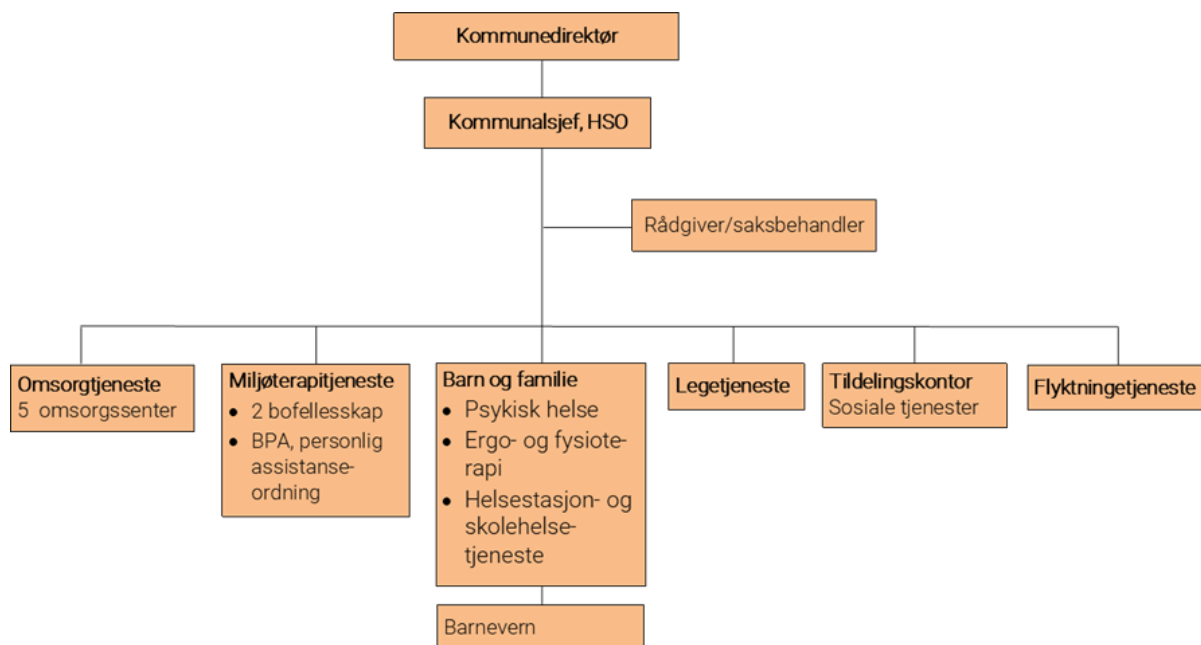 Kommunedirektør
Kommunalsjef, HSO
Rådgiver/saksbehandler
Omsorgtjeneste
5 omsorgssenter
Miljøterapitjeneste
• 2 bofellesskap
• BPA, personlig
assistanse-
ordning
Barn og familie
• Psykisk helse
• Ergo- og fysiote-
rapi
• Helsestasjon- og
skolehelse-
tjeneste
Legetjeneste
Tildelingskontor
Sosiale tjenester
Flyktningetjeneste
Barnevern